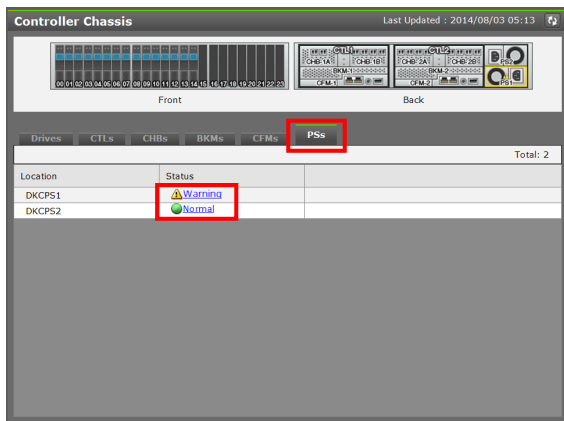 Controller Chassis
Last Updated : 2014/08/03 05:13
00 01 02 03 04 05 06 07 08 09 10 11 12 13 14 15 16 17 18 19 20 21 22 23
CTL1 CTL2
CHB-1A CHB-1B CHB-2A CHB-2B PS2
BKM-1 BKM-2
CFM-1 CFM-2 PS1
Front Back
Drives CTLs CHBs BKMs CFMs PSs
Total: 2
Location Status
DKCPS1 Warning
DKCPS2 Normal